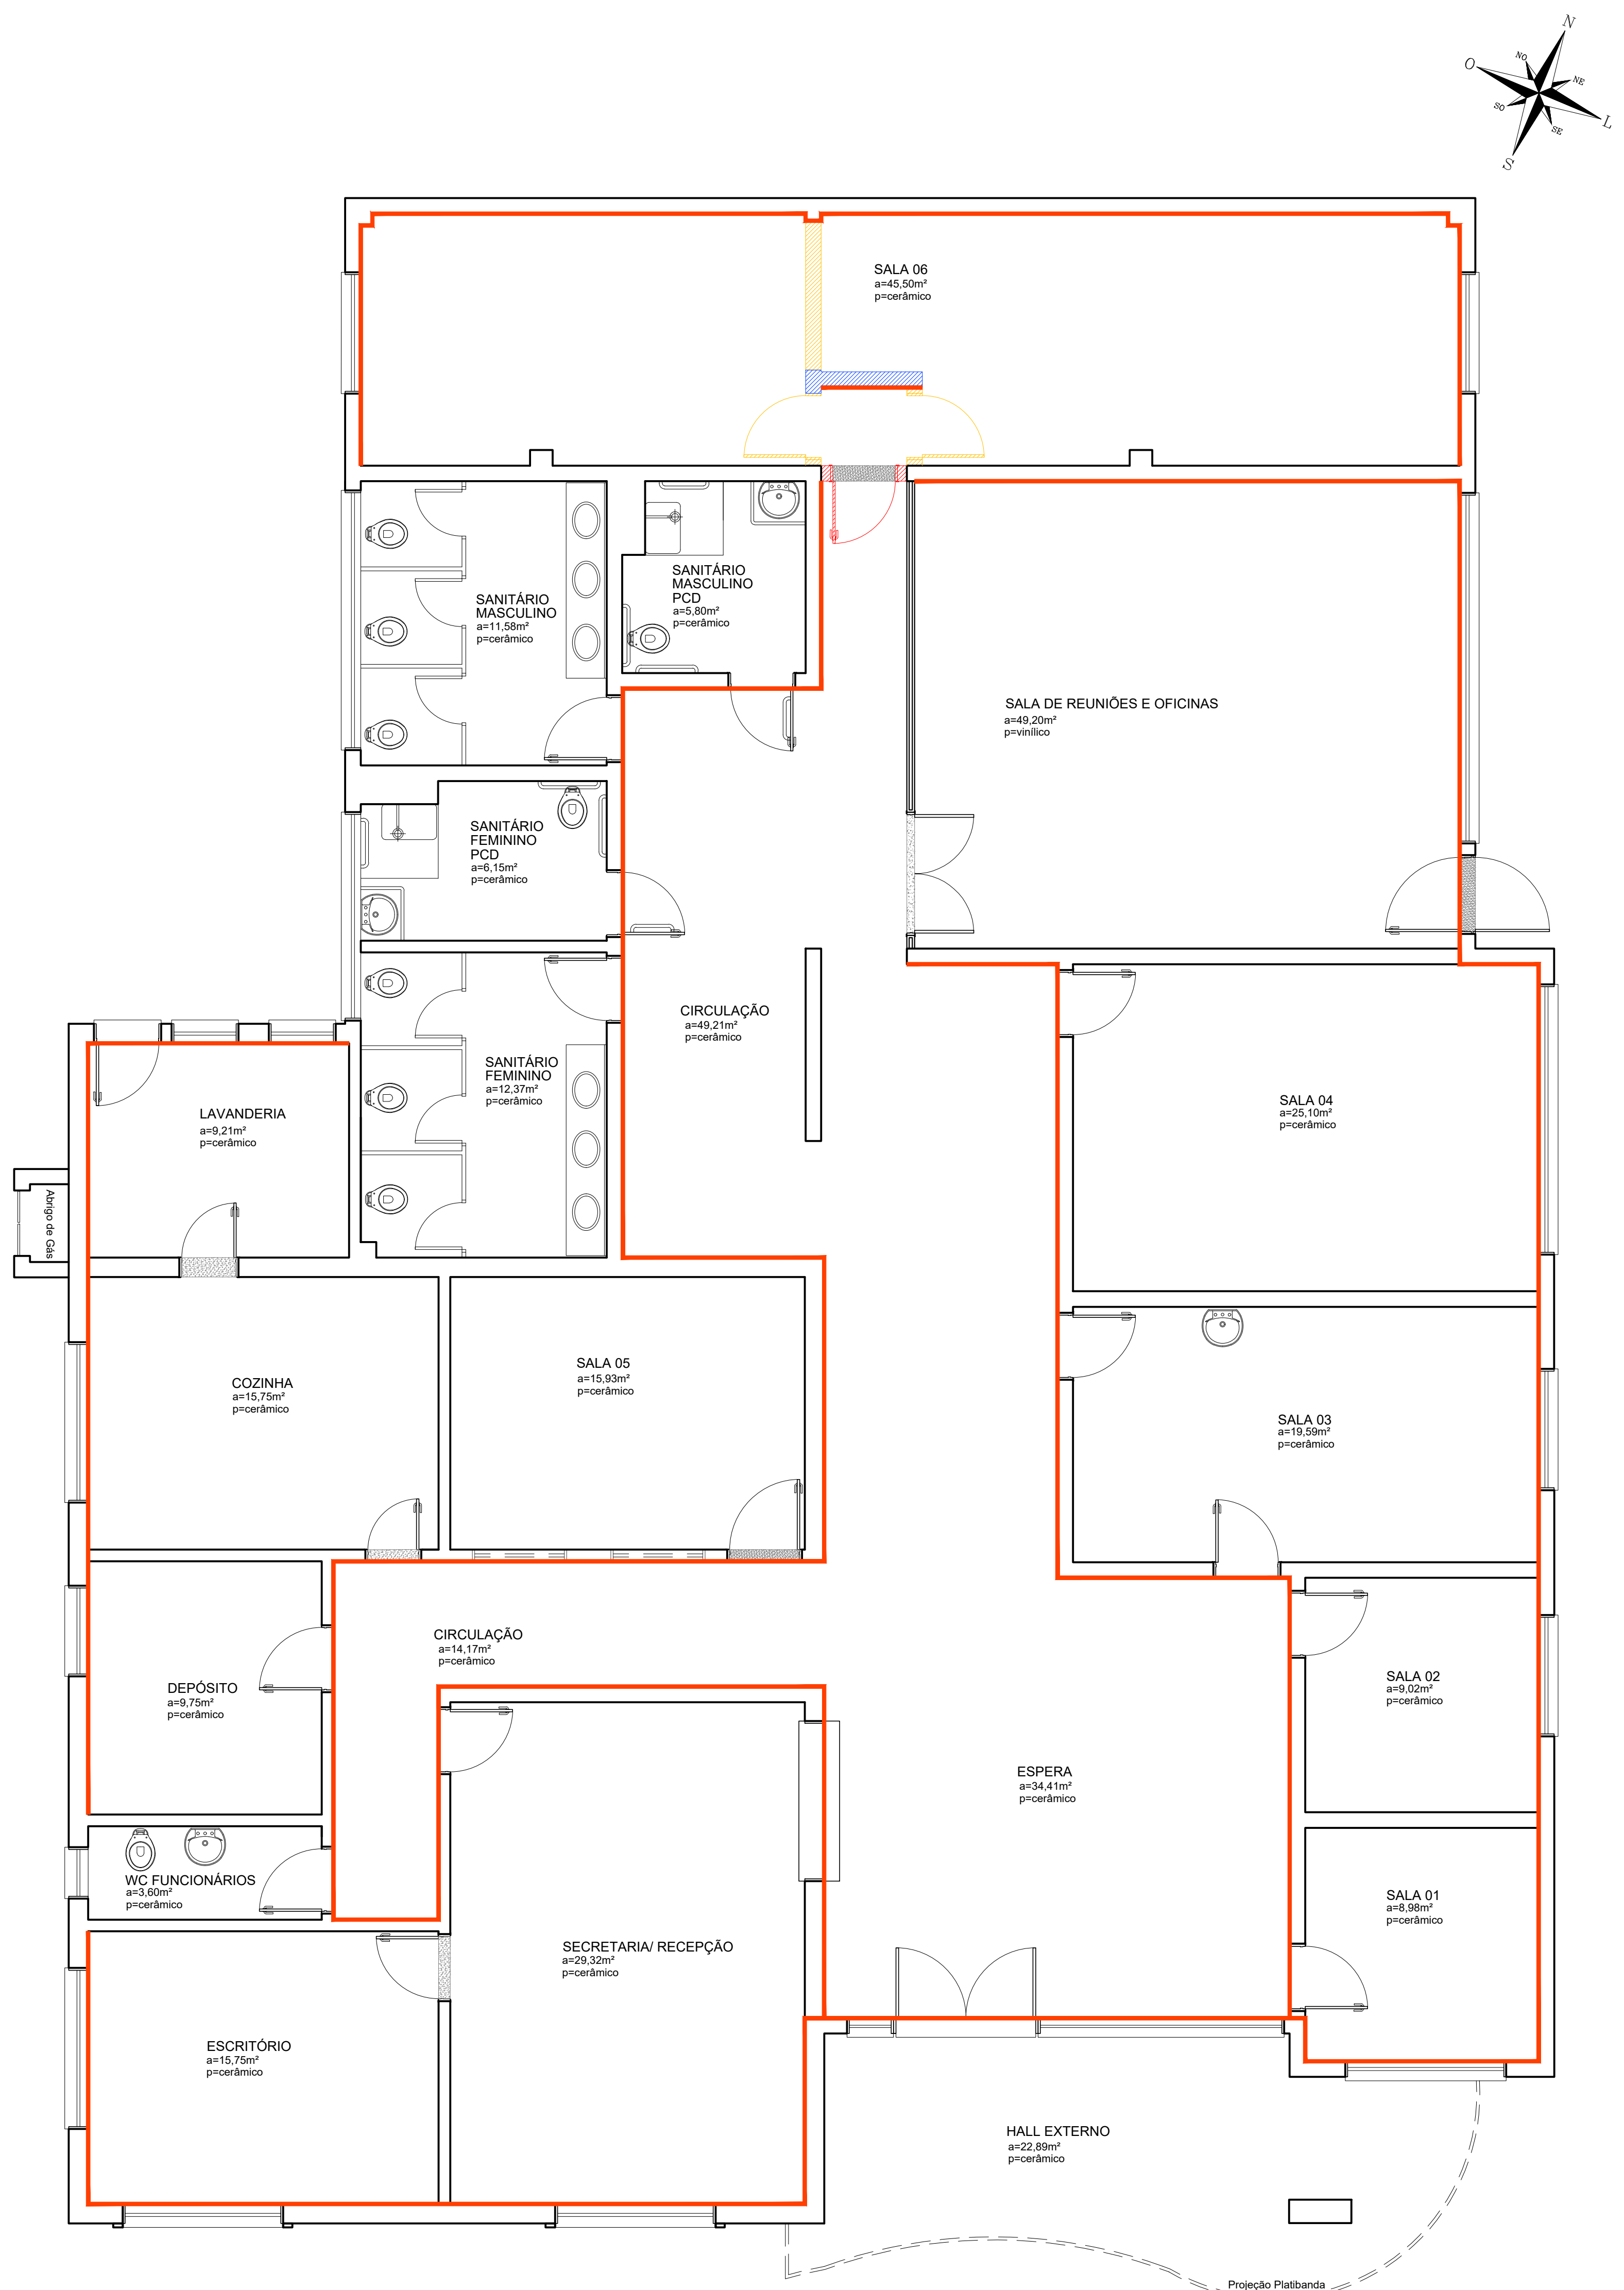 N
NO
O
NE
SO
L
SE
S
SALA 06
a=45,50m²
p=cerâmico
SANITÁRIO
MASCULINO
PCD
a=5,80m²
p=cerâmico
SANITÁRIO
MASCULINO
a=11,58m²
p=cerâmico
SALA DE REUNIÕES E OFICINAS
a=49,20m²
p=vinílico
SANITÁRIO
FEMININO
PCD
a=6,15m²
p=cerâmico
CIRCULAÇÃO
a=49,21m²
p=cerâmico
SANITÁRIO
FEMININO
a=12,37m²
p=cerâmico
SALA 04
a=25,10m²
p=cerâmico
LAVANDERIA
a=9,21m²
p=cerâmico
Abrigo de Gás
SALA 05
a=15,93m²
p=cerâmico
COZINHA
a=15,75m²
p=cerâmico
SALA 03
a=19,59m²
p=cerâmico
CIRCULAÇÃO
a=14,17m²
p=cerâmico
SALA 02
a=9,02m²
p=cerâmico
DEPÓSITO
a=9,75m²
p=cerâmico
ESPERA
a=34,41m²
p=cerâmico
WC FUNCIONÁRIOS
a=3,60m²
p=cerâmico
SALA 01
a=8,98m²
p=cerâmico
SECRETARIA/ RECEPÇÃO
a=29,32m²
p=cerâmico
ESCRITÓRIO
a=15,75m²
p=cerâmico
HALL EXTERNO
a=22,89m²
p=cerâmico
Projeção Platibanda